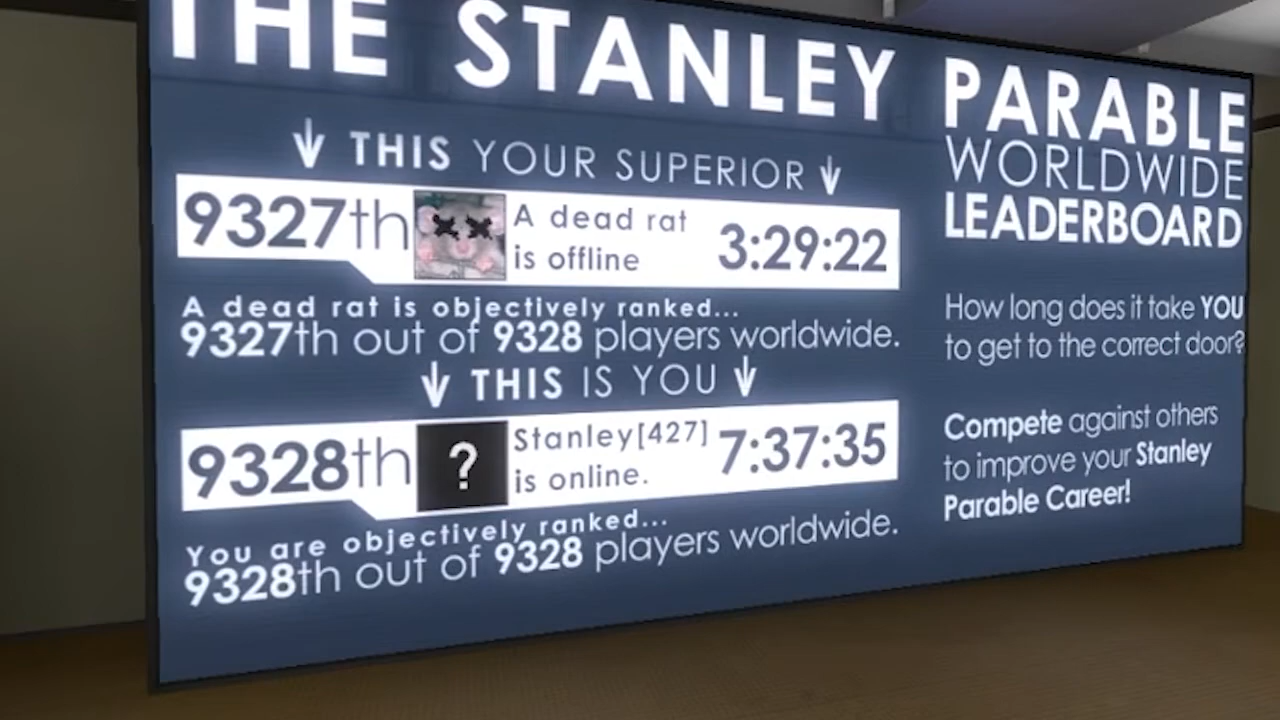 THE STANLEY PARABLE
WORLDWIDE
LEADERBOARD
THIS YOUR SUPERIOR
9327th
A dead rat
is offline
3:29:22
A dead rat is objectively ranked...
9327th out of 9328 players worldwide.
THIS IS YOU
9328th
?
Stanley[427]
is online.
7:37:35
You are objectively ranked...
9328th out of 9328 players worldwide.
How long does it take YOU
to get to the correct door?
Compete against others
to improve your Stanley
Parable Career!